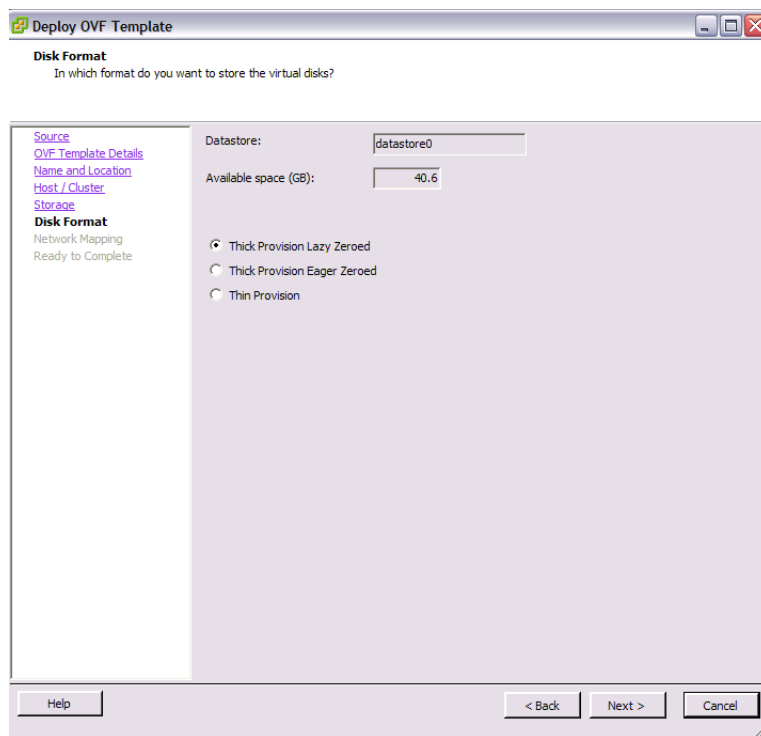 Deploy OVF Template
Disk Format
In which format do you want to store the virtual disks?
Source
OVF Template Details
Name and Location
Host / Cluster
Storage
Disk Format
Network Mapping
Ready to Complete
Datastore: datastore0
Available space (GB): 40.6
Thick Provision Lazy Zeroed
Thick Provision Eager Zeroed
Thin Provision
Help < Back Next > Cancel